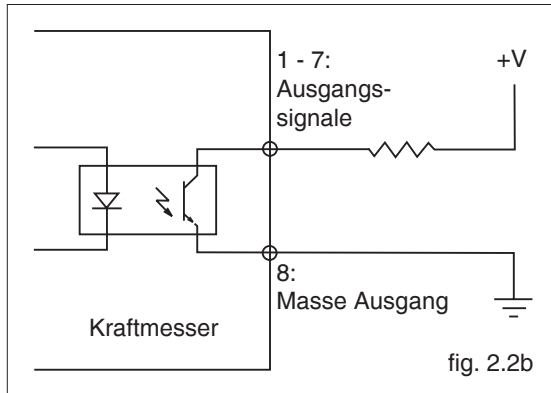 1 - 7:
Ausgangs-
signale
+V
8:
Masse Ausgang
Kraftmesser
fig. 2.2b